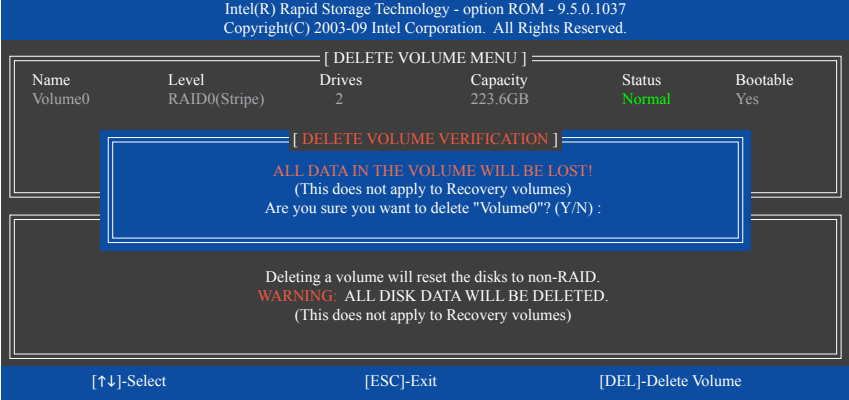 Intel(R) Rapid Storage Technology - option ROM - 9.5.0.1037
Copyright(C) 2003-09 Intel Corporation. All Rights Reserved.
[ DELETE VOLUME MENU ]
Name Level Drives Capacity Status Bootable
Volume0 RAID0(Stripe) 2 223.6GB Normal Yes
[ DELETE VOLUME VERIFICATION ]
ALL DATA IN THE VOLUME WILL BE LOST!
(This does not apply to Recovery volumes)
Are you sure you want to delete "Volume0"? (Y/N) :
Deleting a volume will reset the disks to non-RAID.
WARNING: ALL DISK DATA WILL BE DELETED.
(This does not apply to Recovery volumes)
[↑↓]-Select [ESC]-Exit [DEL]-Delete Volume